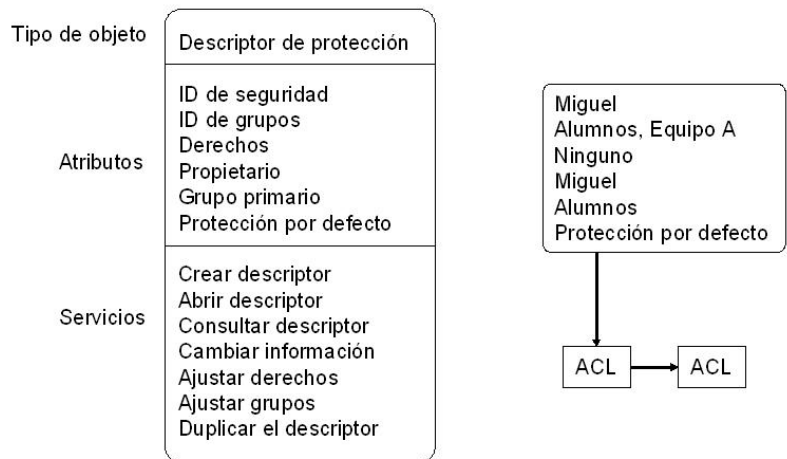 Tipo de objeto
Descriptor de protección
Atributos
ID de seguridad
ID de grupos
Derechos
Propietario
Grupo primario
Protección por defecto
Servicios
Crear descriptor
Abrir descriptor
Consultar descriptor
Cambiar información
Ajustar derechos
Ajustar grupos
Duplicar el descriptor
Miguel
Alumnos, Equipo A
Ninguno
Miguel
Alumnos
Protección por defecto
ACL
ACL